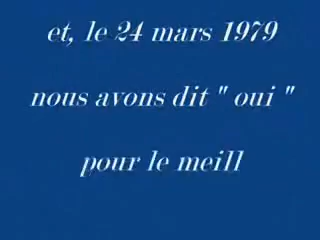 et, le 24 mars 1979
nous avons dit " oui "
pour le meill